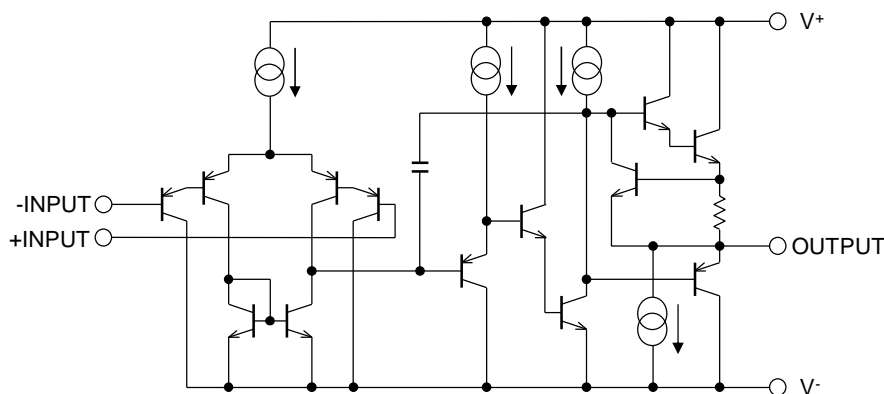 V+
-INPUT
+INPUT
OUTPUT
V-